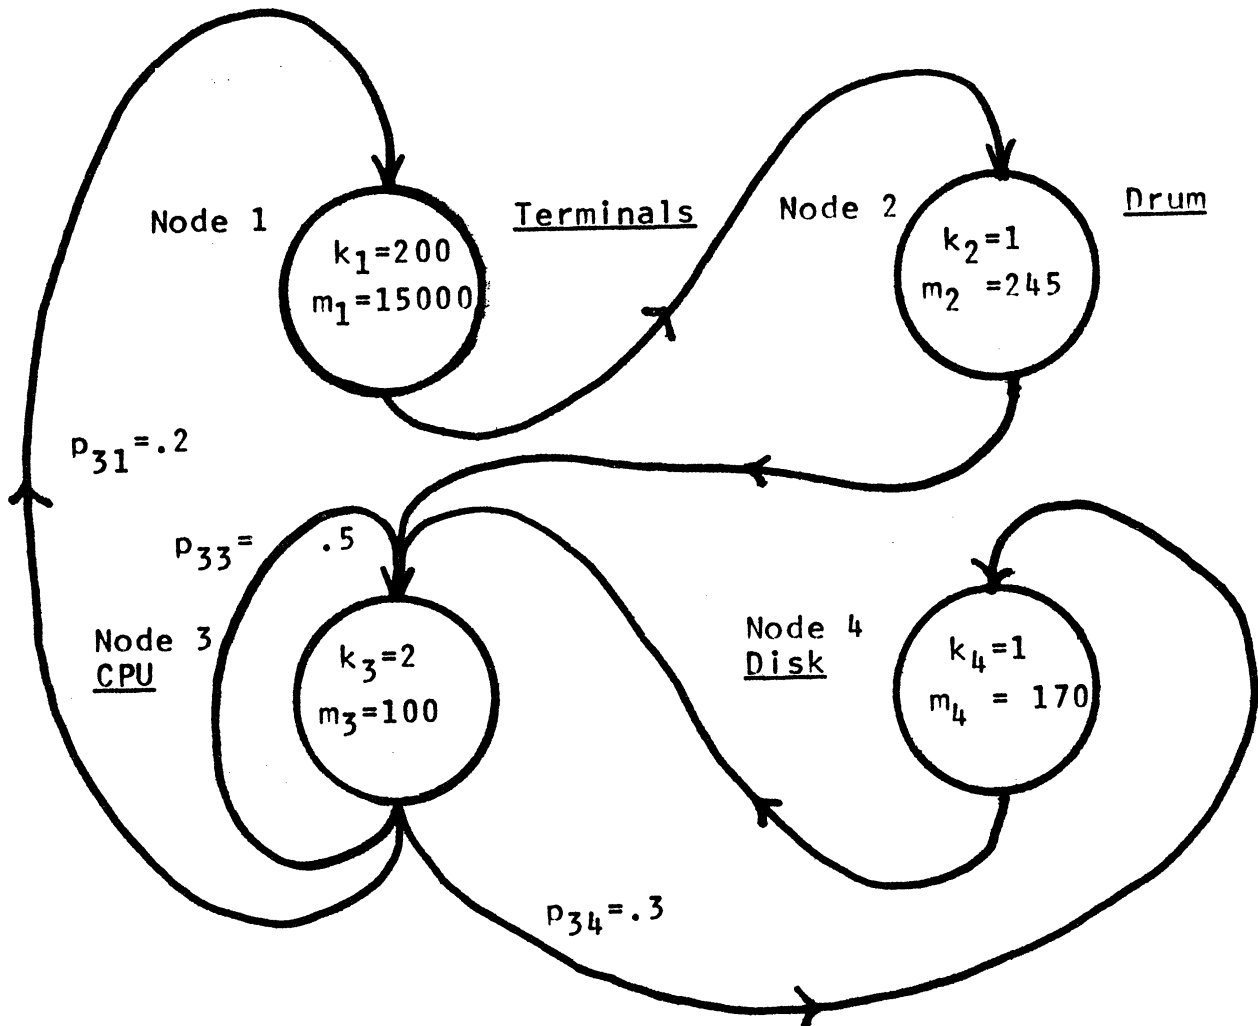 Node 1
Terminals
k1=200
m1=15000
Node 2
Drum
k2=1
m2 =245
p31=.2
p33= .5
Node 3
CPU
k3=2
m3=100
Node 4
Disk
k4=1
m4 = 170
p34=.3